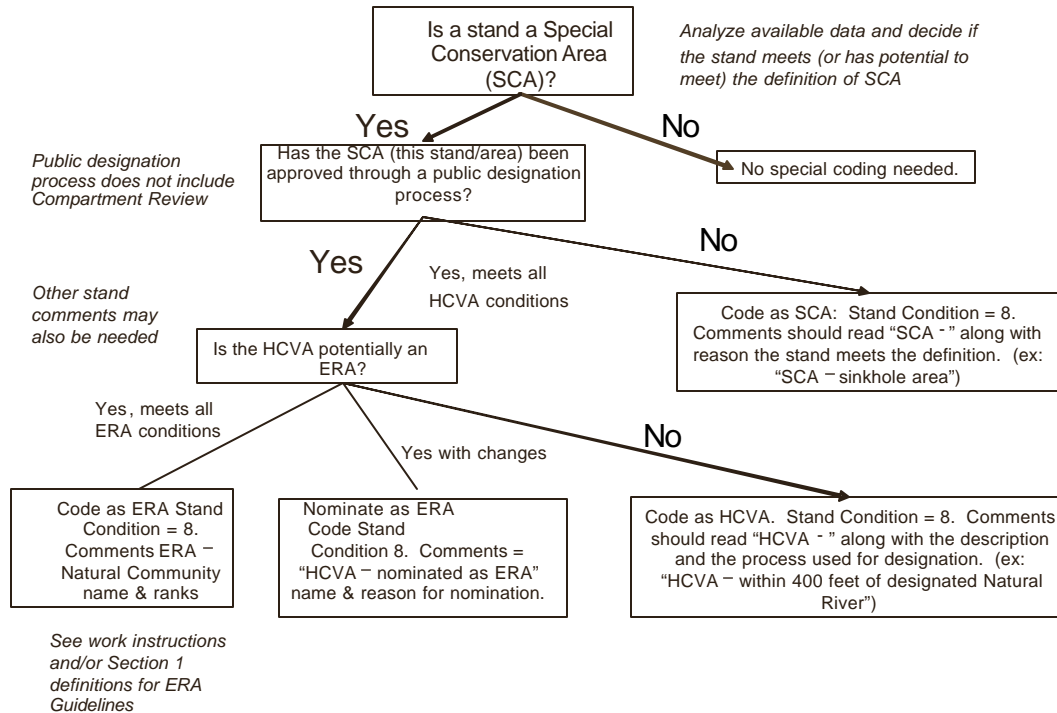 Is a stand a Special
Conservation Area
(SCA)?
Analyze available data and decide if
the stand meets (or has potential to
meet) the definition of SCA
Yes
No
Public designation
process does not include
Compartment Review
Has the SCA (this stand/area) been
approved through a public designation
process?
No special coding needed.
Yes
Yes, meets all
HCVA conditions
No
Other stand
comments may
also be needed
Is the HCVA potentially an
ERA?
Code as SCA: Stand Condition = 8.
Comments should read “SCA -” along with
reason the stand meets the definition. (ex:
“SCA – sinkhole area”)
Yes, meets all
ERA conditions
Yes with changes
No
Code as ERA Stand
Condition = 8.
Comments ERA –
Natural Community
name & ranks
Nominate as ERA
Code Stand
Condition 8. Comments =
“HCVA – nominated as ERA”
name & reason for nomination.
Code as HCVA. Stand Condition = 8. Comments
should read “HCVA -” along with the description
and the process used for designation. (ex:
“HCVA – within 400 feet of designated Natural
River”)
See work instructions
and/or Section 1
definitions for ERA
Guidelines